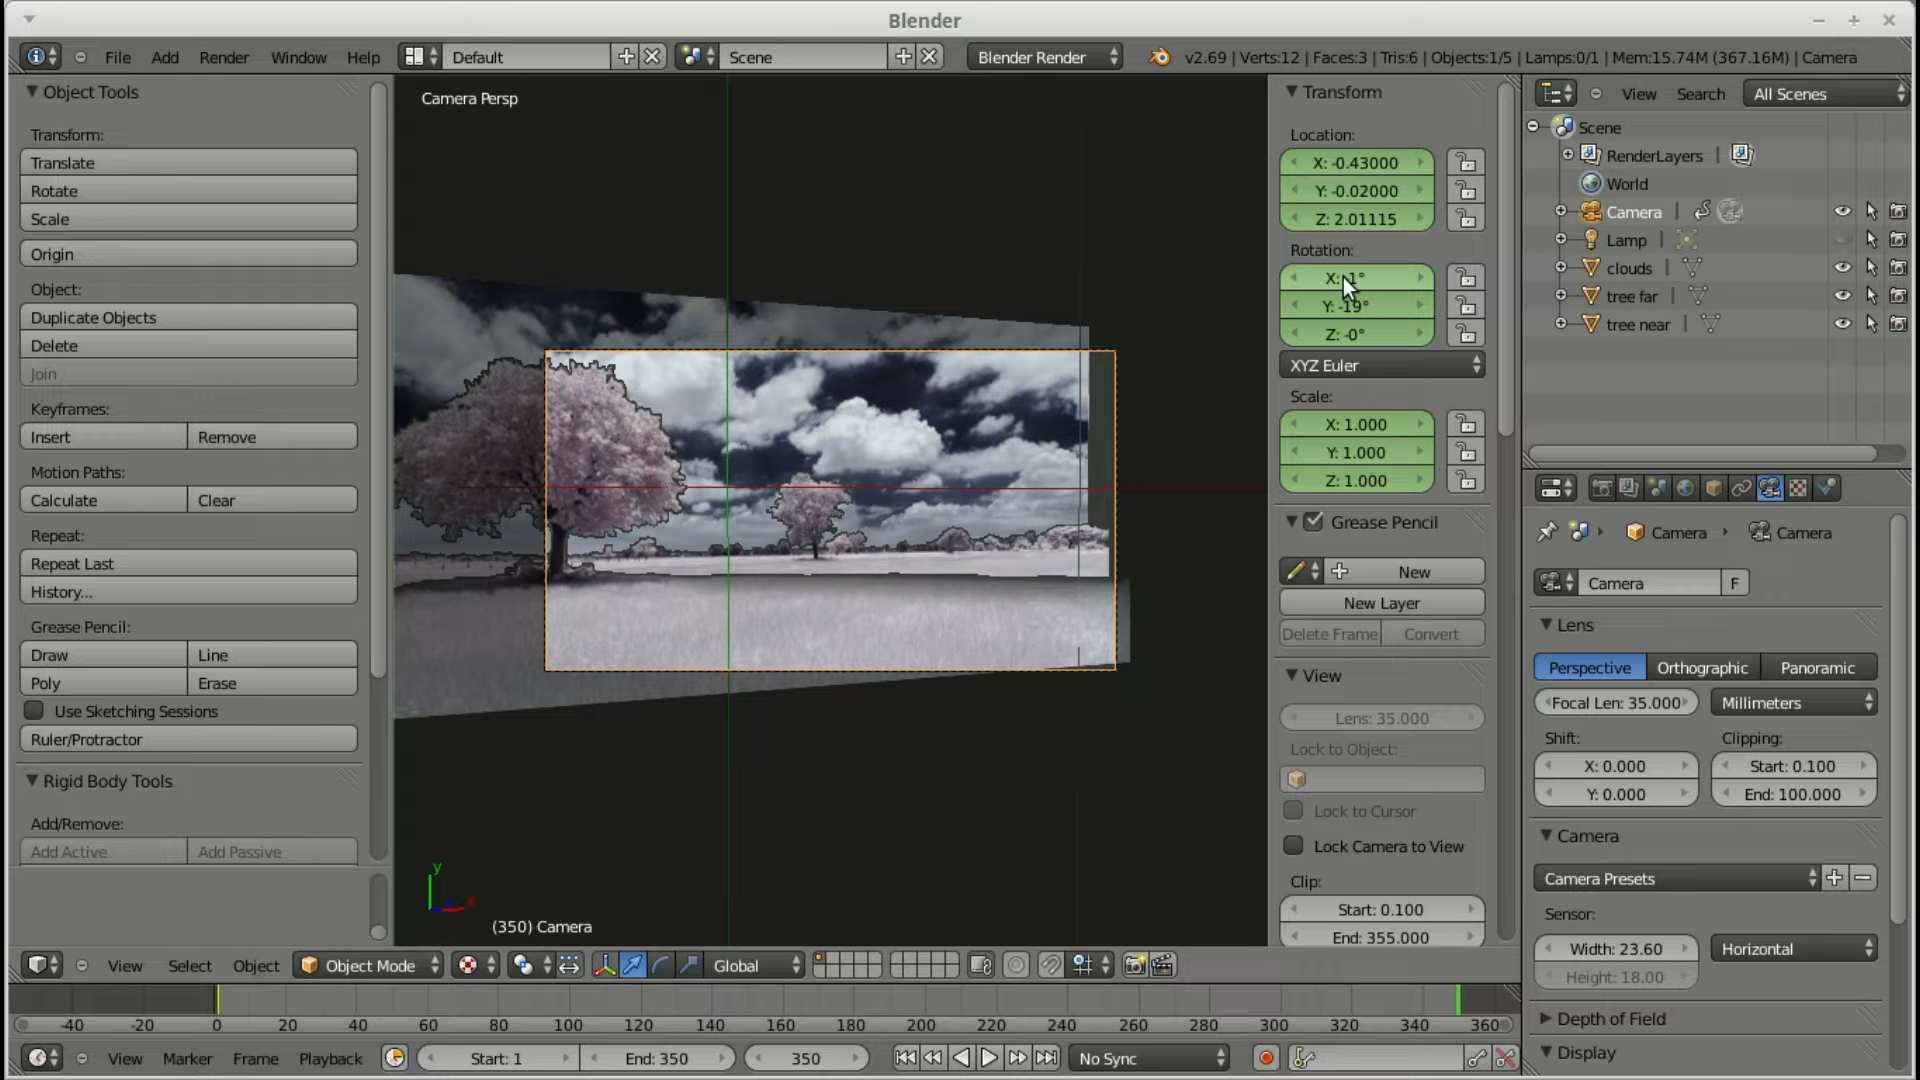 Blender
File Add Render Window Help Default Scene Blender Render v2.69 | Verts:12 | Faces:3 | Tris:6 | Objects:1/5 | Lamps:0/1 | Mem:15.74M (367.16M) | Camera
Object Tools
Transform:
Translate
Rotate
Scale
Origin
Object:
Duplicate Objects
Delete
Join
Keyframes:
Insert Remove
Motion Paths:
Calculate Clear
Repeat:
Repeat Last
History...
Grease Pencil:
Draw Line
Poly Erase
Use Sketching Sessions
Ruler/Protractor
Rigid Body Tools
Add/Remove:
Add Active Add Passive
Camera Persp
y
(350) Camera
Transform
Location:
X: -0.43000
Y: -0.02000
Z: 2.01115
Rotation:
Y: -19°
Z: -0°
XYZ Euler
Scale:
X: 1.000
Y: 1.000
Z: 1.000
Grease Pencil
New
New Layer
Delete Frame Convert
View
Lens: 35.000
Lock to Object:
Lock to Cursor
Lock Camera to View
Clip:
Start: 0.100
End: 355.000
View Search All Scenes
Scene
RenderLayers
World
Camera
Lamp
clouds
tree far
tree near
Camera Camera
Camera F
Lens
Perspective Orthographic Panoramic
Focal Len: 35.000 Millimeters
Shift: Clipping:
X: 0.000 Start: 0.100
Y: 0.000 End: 100.000
Camera
Camera Presets
Sensor:
Width: 23.60 Horizontal
Height: 18.00
Depth of Field
Display
View Select Object Object Mode Global
-40 -20 0 20 40 60 80 100 120 140 160 180 200 220 240 260 280 300 320 340 360
View Marker Frame Playback Start: 1 End: 350 350 No Sync